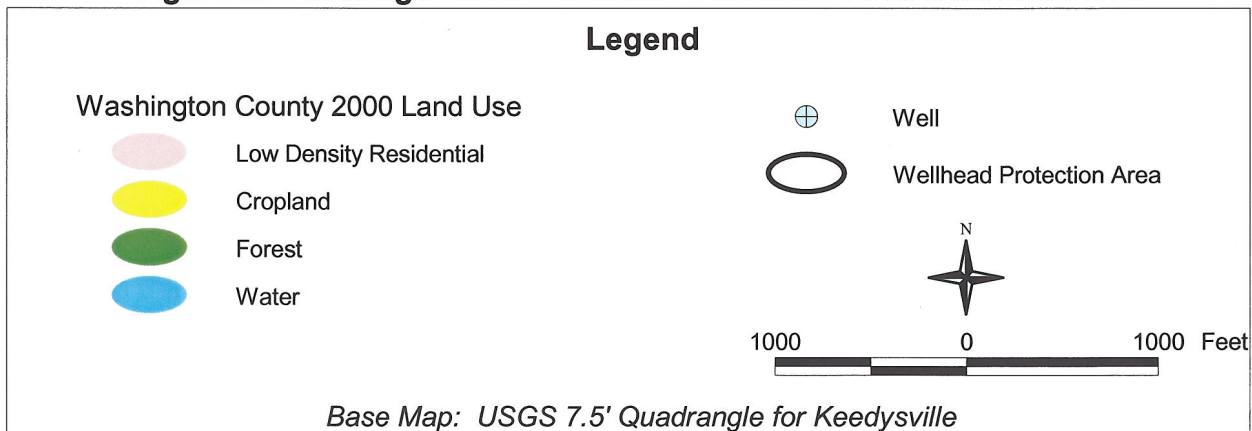 Legend
Washington County 2000 Land Use
Low Density Residential
Cropland
Forest
Water
Well
Wellhead Protection Area
N
1000 0 1000 Feet
Base Map: USGS 7.5' Quadrangle for Keedysville